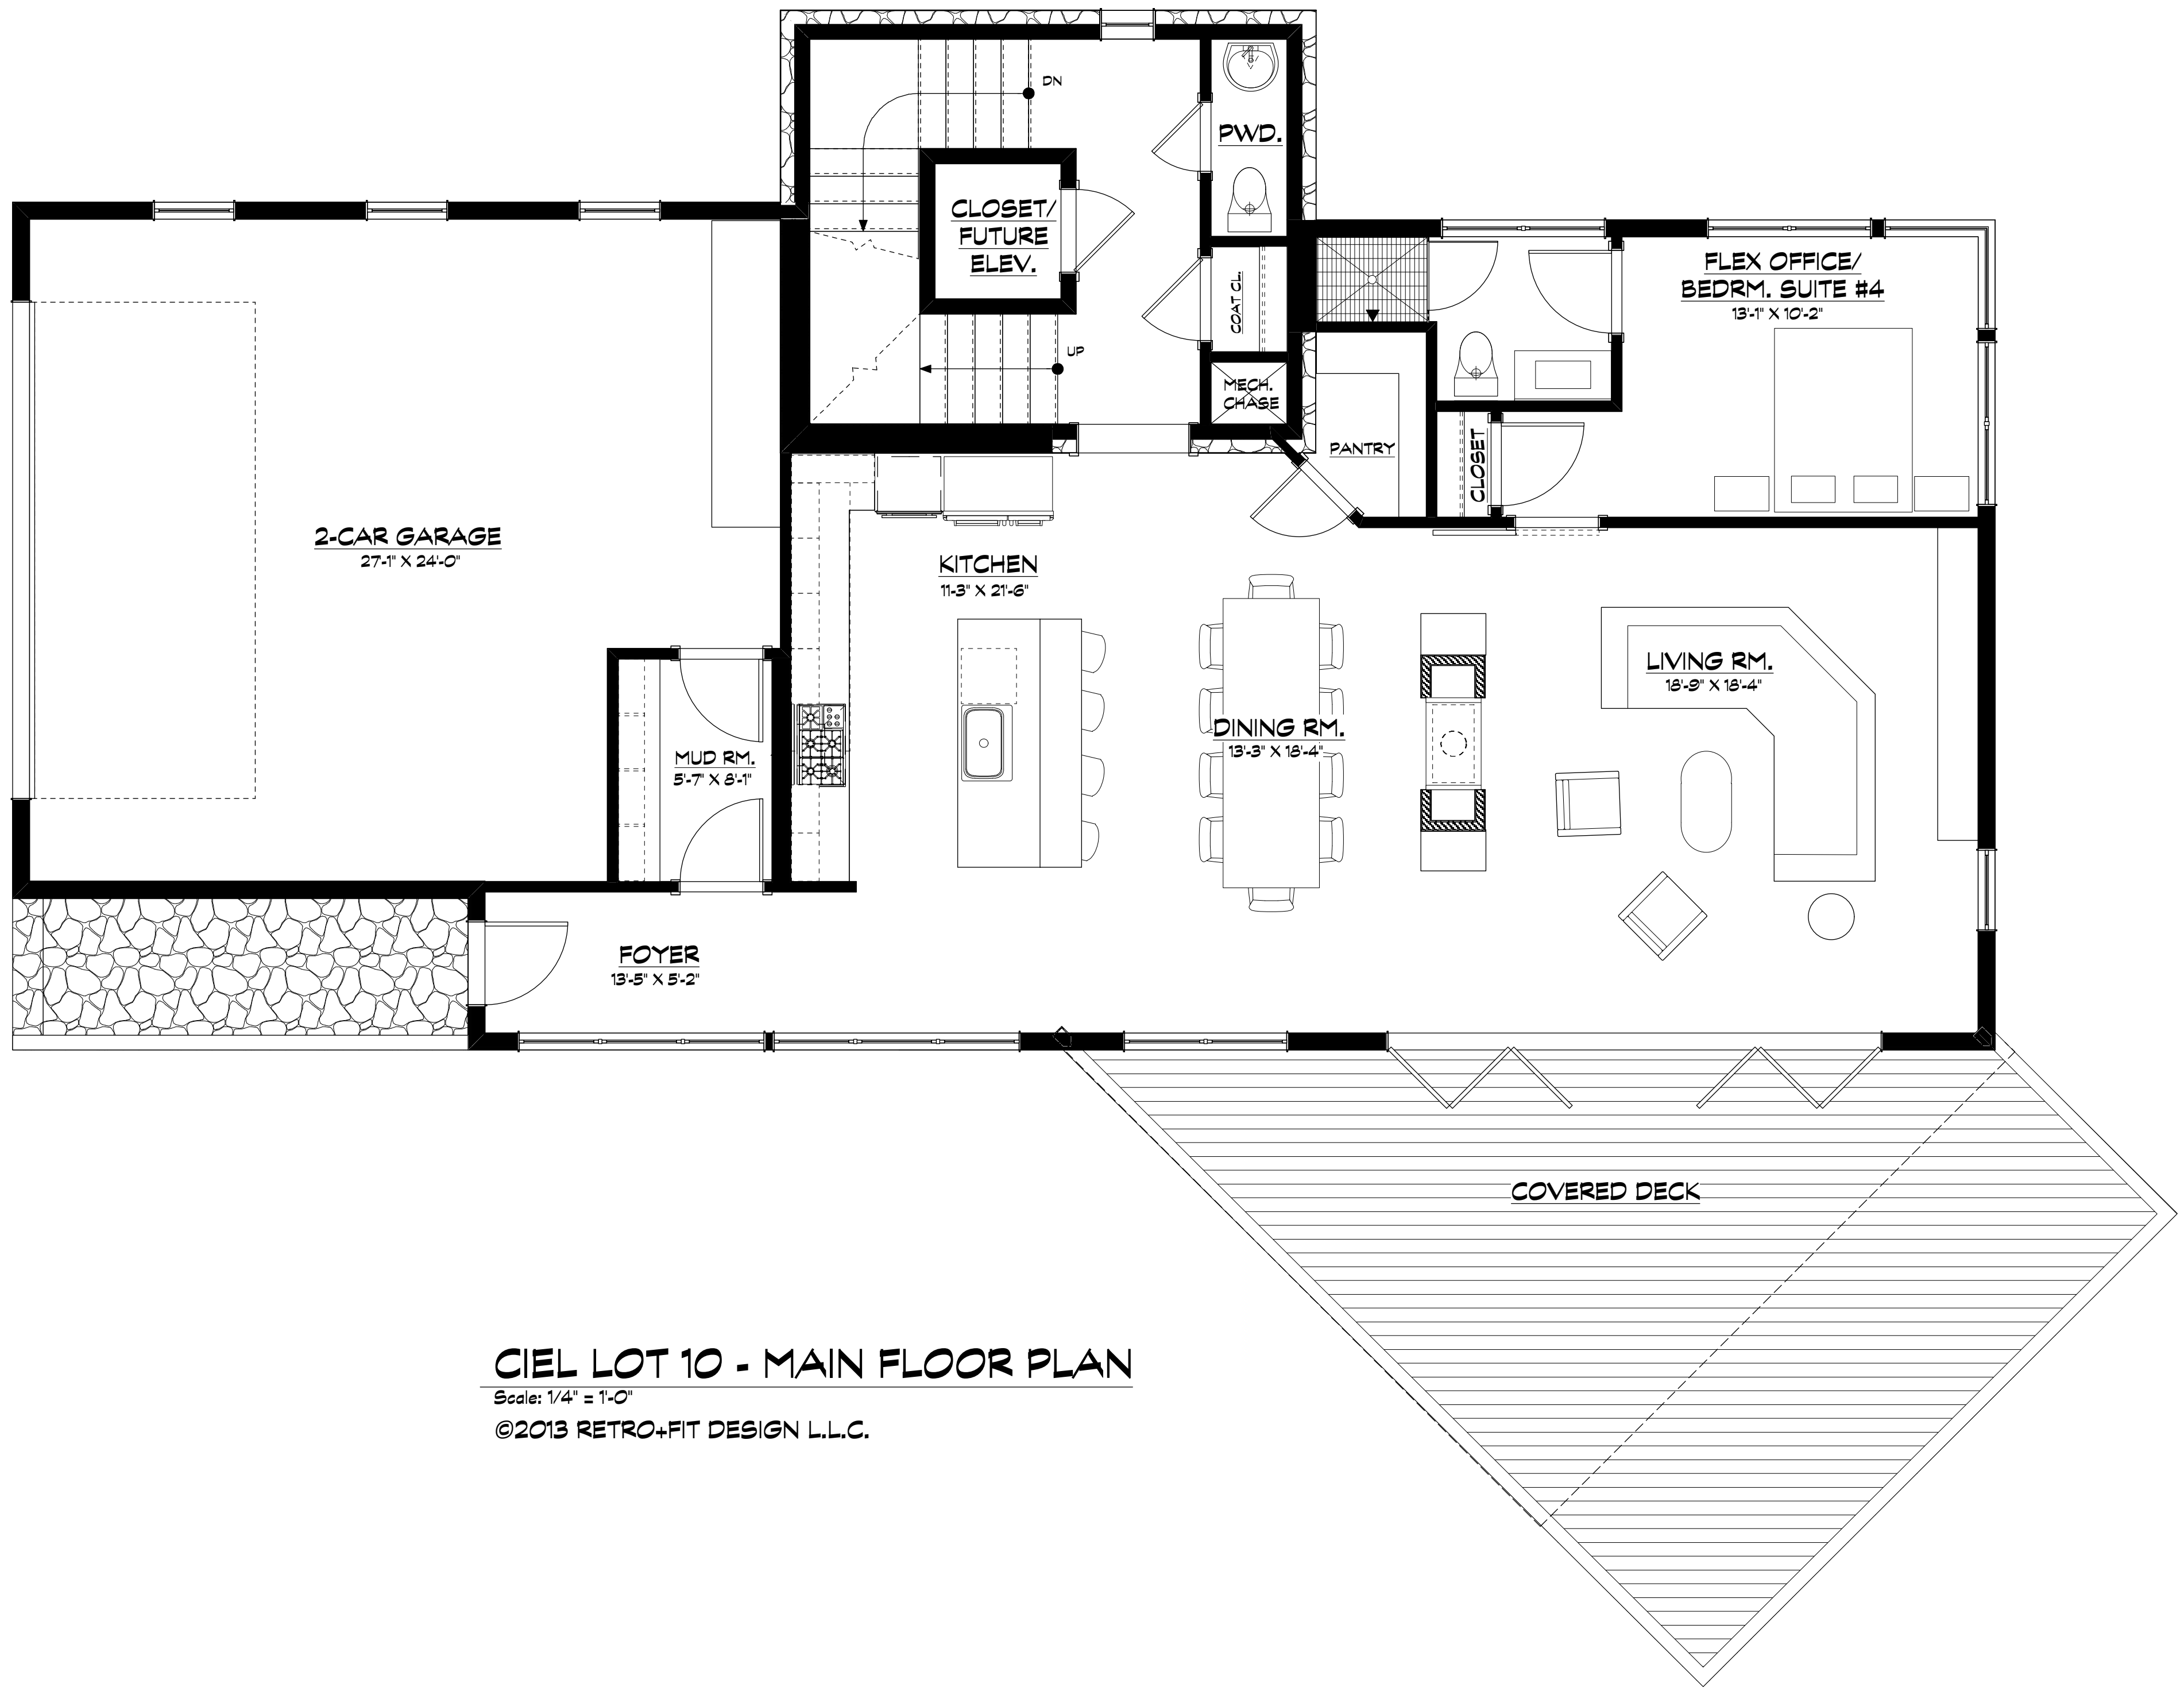 DN
PWD.
CLOSET/
FUTURE
ELEV.
COAT CL.
FLEX OFFICE/
BEDRM. SUITE #4
13'-1" X 10'-2"
UP
MECH.
CHASE
PANTRY
CLOSET
2-CAR GARAGE
27'-1" X 24'-0"
KITCHEN
11'-3" X 21'-6"
LIVING RM.
18'-9" X 18'-4"
DINING RM.
13'-3" X 18'-4"
MUD RM.
5'-7" X 8'-1"
FOYER
13'-5" X 5'-2"
COVERED DECK
CIEL LOT 10 - MAIN FLOOR PLAN
Scale: 1/4" = 1'-0"
©2013 RETRO+FIT DESIGN L.L.C.